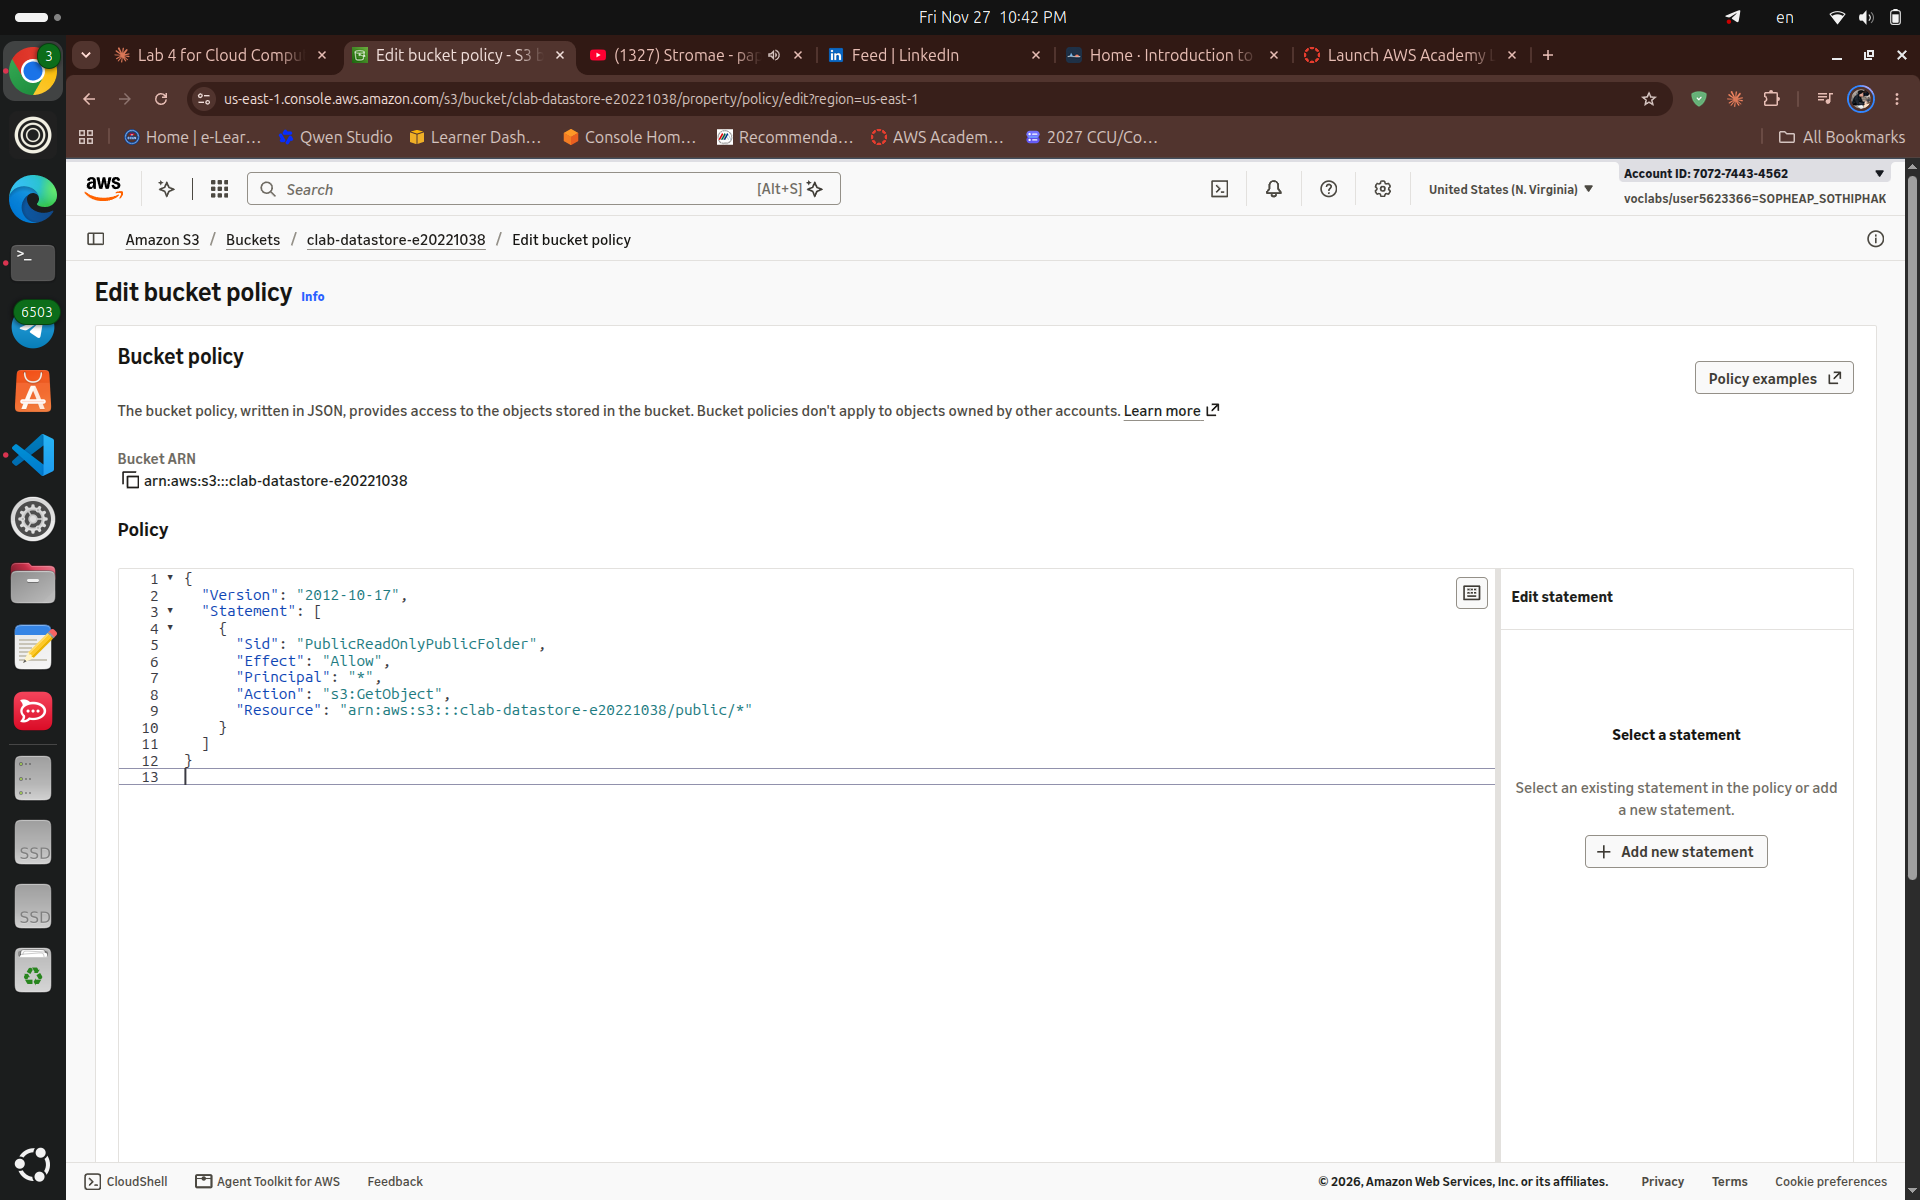 Fri Nov 27 10:42 PM
en
3
Lab 4 for Cloud Compu
Edit bucket policy - S3 b
(1327) Stromae - pap
Feed | LinkedIn
Home · Introduction to
Launch AWS Academy L
us-east-1.console.aws.amazon.com/s3/bucket/clab-datastore-e20221038/property/policy/edit?region=us-east-1
Home | e-Lear...
Qwen Studio
Learner Dash...
Console Hom...
Recommenda...
AWS Academ...
2027 CCU/Co...
All Bookmarks
aws
Search
[Alt+S]
United States (N. Virginia)
Account ID: 7072-7443-4562
voclabs/user5623366=SOPHEAP_SOTHIPHAK
Amazon S3 / Buckets / clab-datastore-e20221038 / Edit bucket policy
Edit bucket policy Info
6503
Bucket policy
Policy examples
The bucket policy, written in JSON, provides access to the objects stored in the bucket. Bucket policies don't apply to objects owned by other accounts. Learn more
Bucket ARN
arn:aws:s3:::clab-datastore-e20221038
Policy
1 {
2 "Version": "2012-10-17",
3 "Statement": [
4 {
5 "Sid": "PublicReadOnlyPublicFolder",
6 "Effect": "Allow",
7 "Principal": "*",
8 "Action": "s3:GetObject",
9 "Resource": "arn:aws:s3:::clab-datastore-e20221038/public/*"
10 }
11 ]
12 }
13
Edit statement
Select a statement
Select an existing statement in the policy or add
a new statement.
Add new statement
SSD
SSD
CloudShell
Agent Toolkit for AWS
Feedback
© 2026, Amazon Web Services, Inc. or its affiliates.
Privacy
Terms
Cookie preferences